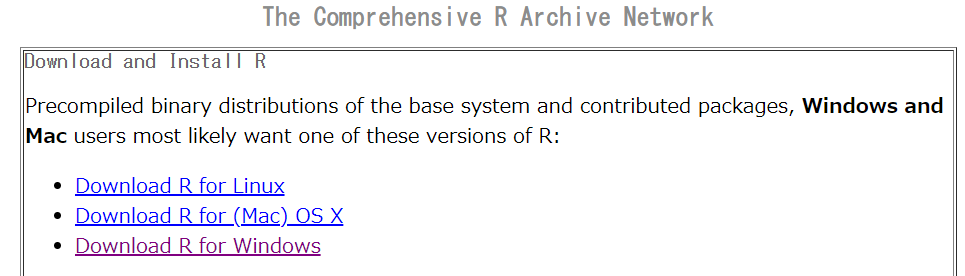 The Comprehensive R Archive Network
Download and Install R
Precompiled binary distributions of the base system and contributed packages, Windows and
Mac users most likely want one of these versions of R:
• Download R for Linux
• Download R for (Mac) OS X
• Download R for Windows